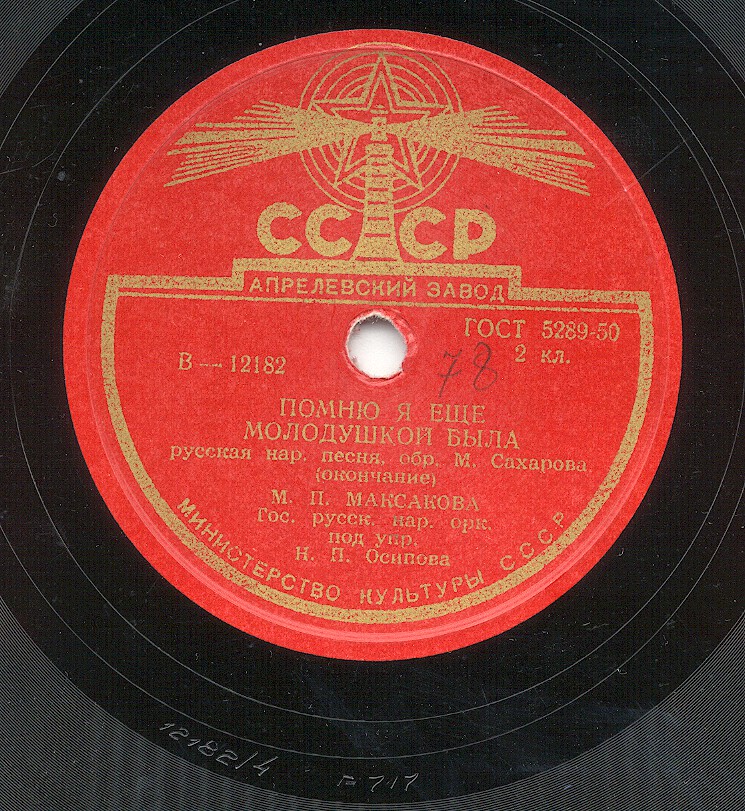 СССР
АПРЕЛЕВСКИЙ ЗАВОД
ГОСТ 5289-50
2 кл.
В — 12182
78
ПОМНЮ Я ЕЩЕ
МОЛОДУШКОЙ БЫЛА
русская нар. песня, обр. М. Сахарова
(окончание)
М. П. МАКСАКОВА
Гос. русск. нар. орк.
под упр.
Н. П. Осипова
МИНИСТЕРСТВО КУЛЬТУРЫ СССР
12182/4